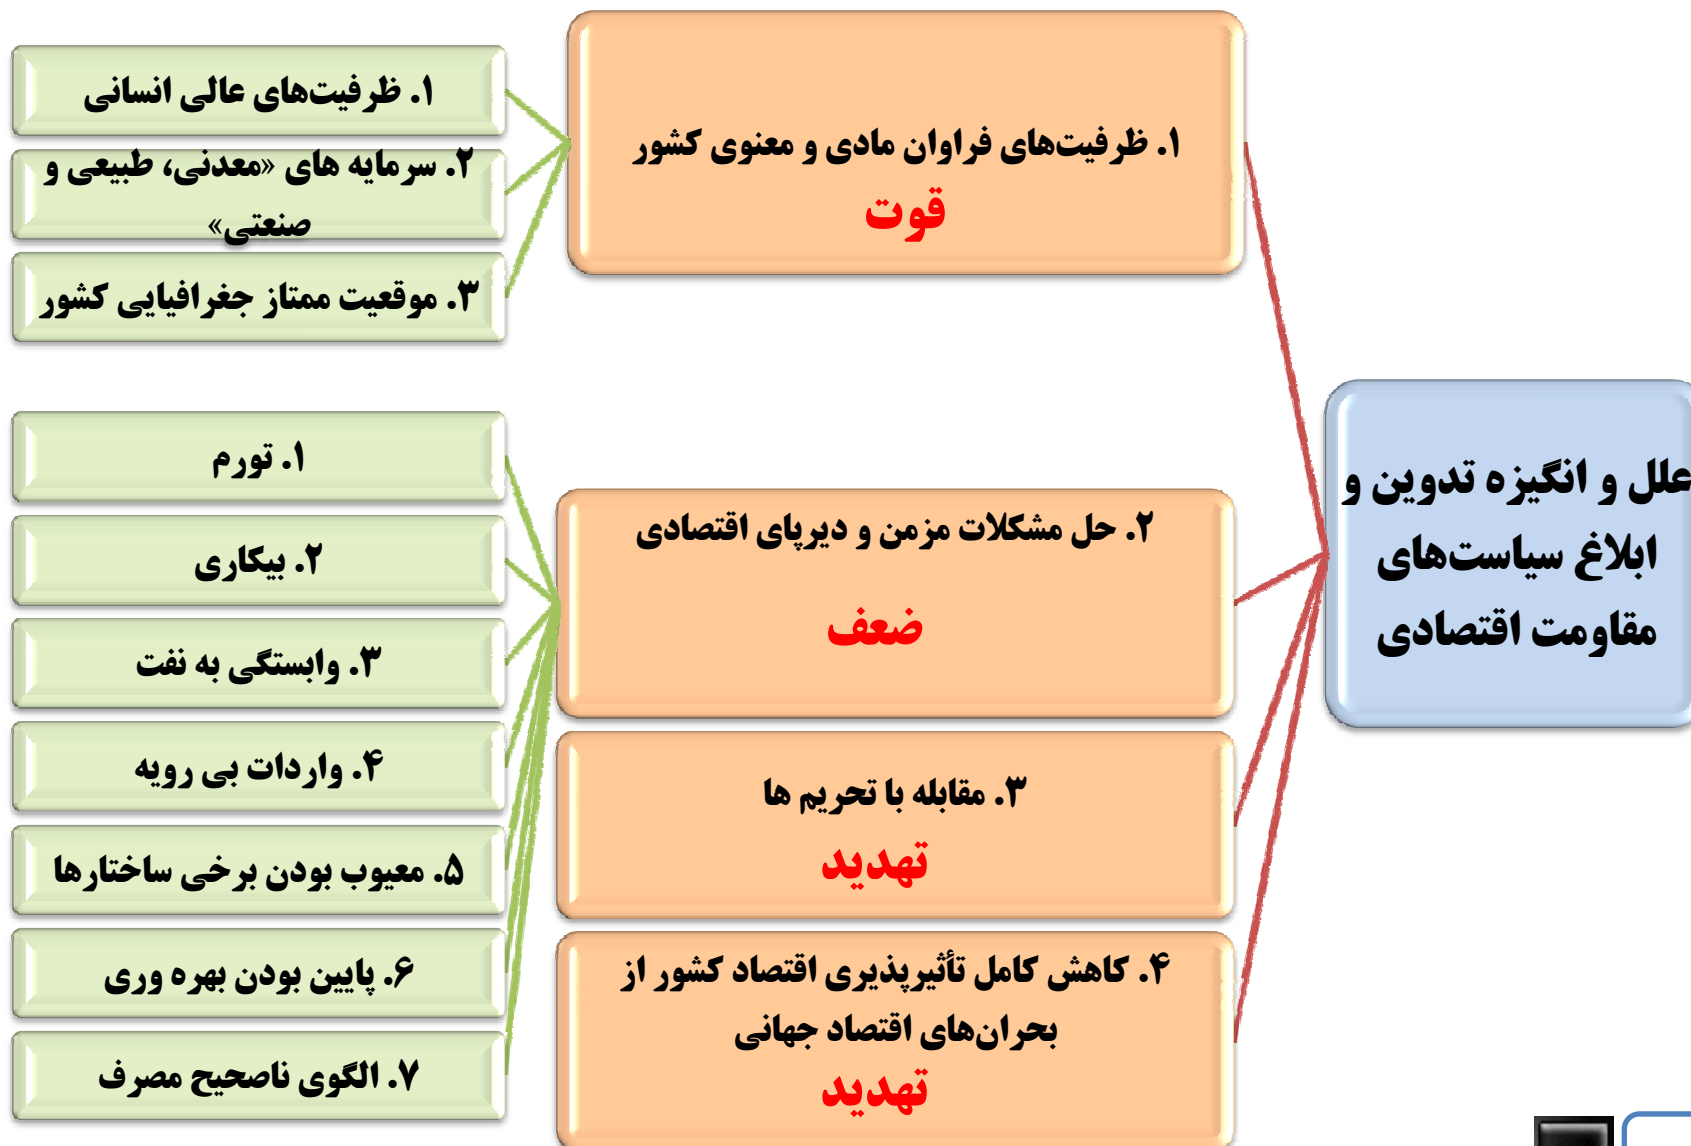 علل و انگیزه تدوین و
ابلاغ سیاست‌های
مقاومت اقتصادی
۱. ظرفیت‌های فراوان مادی و معنوی کشور
قوت
۱. ظرفیت‌های عالی انسانی
۲. سرمایه های «معدنی، طبیعی و
صنعتی»
۳. موقعیت ممتاز جغرافیایی کشور
۲. حل مشکلات مزمن و دیرپای اقتصادی
ضعف
۱. تورم
۲. بیکاری
۳. وابستگی به نفت
۴. واردات بی رویه
۵. معیوب بودن برخی ساختارها
۶. پایین بودن بهره وری
۷. الگوی ناصحیح مصرف
۳. مقابله با تحریم ها
تهدید
۴. کاهش کامل تأثیرپذیری اقتصاد کشور از
بحران‌های اقتصاد جهانی
تهدید